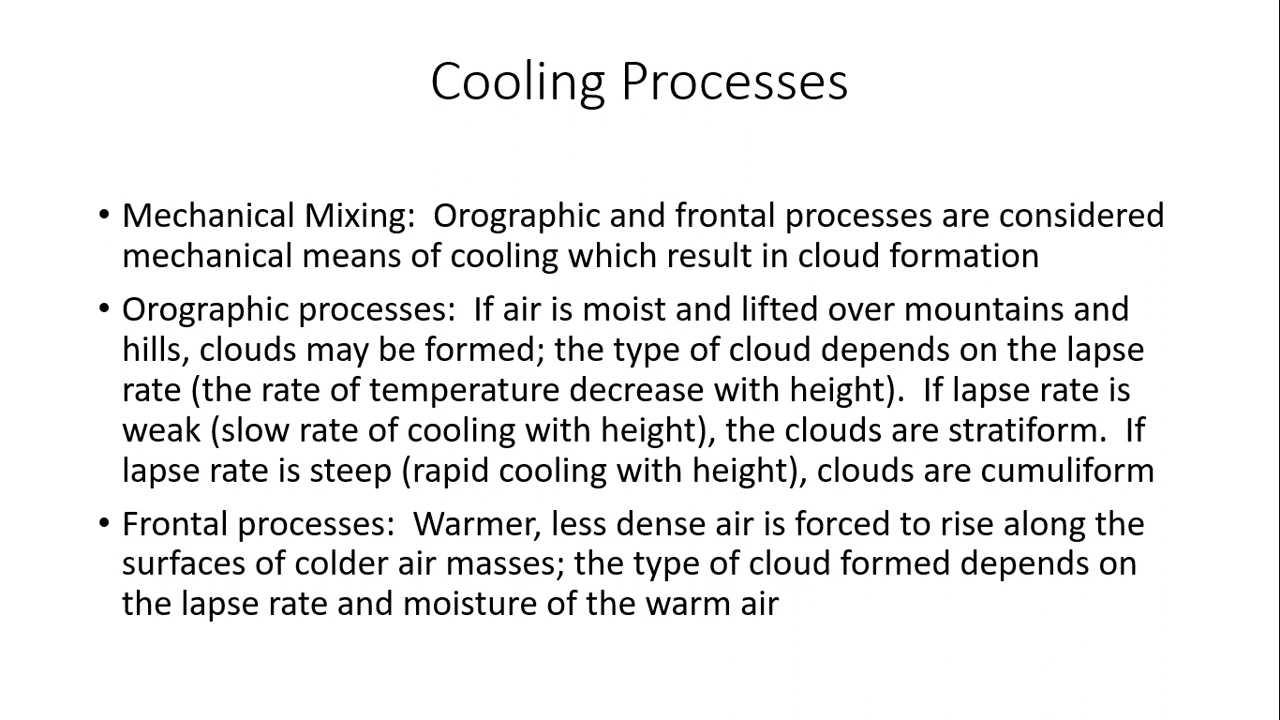 Cooling Processes
• Mechanical Mixing:  Orographic and frontal processes are considered
mechanical means of cooling which result in cloud formation
• Orographic processes:  If air is moist and lifted over mountains and
hills, clouds may be formed; the type of cloud depends on the lapse
rate (the rate of temperature decrease with height).  If lapse rate is
weak (slow rate of cooling with height), the clouds are stratiform.  If
lapse rate is steep (rapid cooling with height), clouds are cumuliform
• Frontal processes:  Warmer, less dense air is forced to rise along the
surfaces of colder air masses; the type of cloud formed depends on
the lapse rate and moisture of the warm air